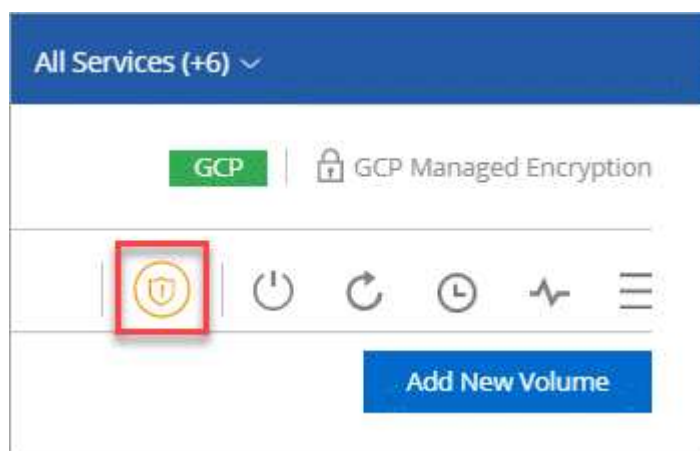 All Services (+6)
GCP
GCP Managed Encryption
Add New Volume